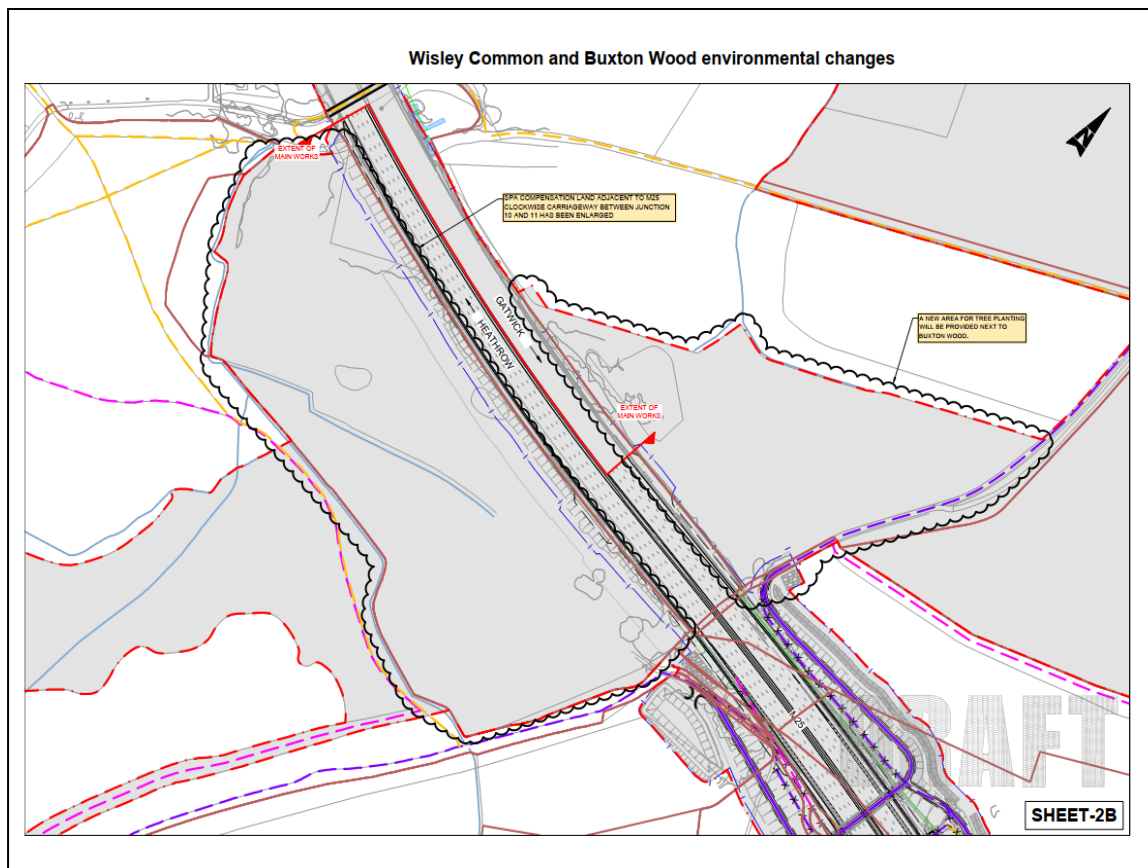 Wisley Common and Buxton Wood environmental changes
EXTENT OF
MAIN WORKS
SPA COMPENSATION LAND ADJACENT TO M25
CLOCKWISE CARRIAGEWAY BETWEEN JUNCTION
10 AND 11 HAS BEEN ENLARGED
N
GATWICK
HEATHROW
A NEW AREA FOR TREE PLANTING
WILL BE PROVIDED NEXT TO
BUXTON WOOD.
EXTENT OF
MAIN WORKS
M25
DRAFT
SHEET-2B